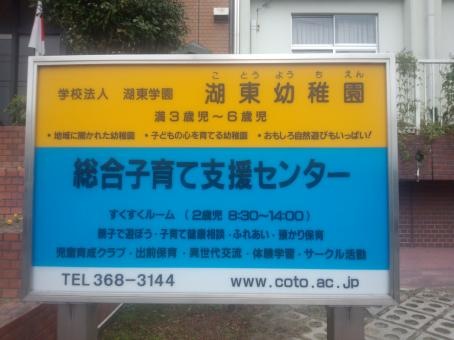 ことうようちえん
学校法人 湖東学園 湖東幼稚園
満3歳児~6歳児
・地域に開かれた幼稚園 ・子どもの心を育てる幼稚園 ・おもしろ自然遊びもいっぱい!
総合子育て支援センター
すくすくルーム (2歳児 8:30~14:00)
親子で遊ぼう・子育て健康相談・ふれあい・預かり保育
児童育成クラブ・出前保育・異世代交流・体験学習・サークル活動
TEL 368-3144 www.coto.ac.jp